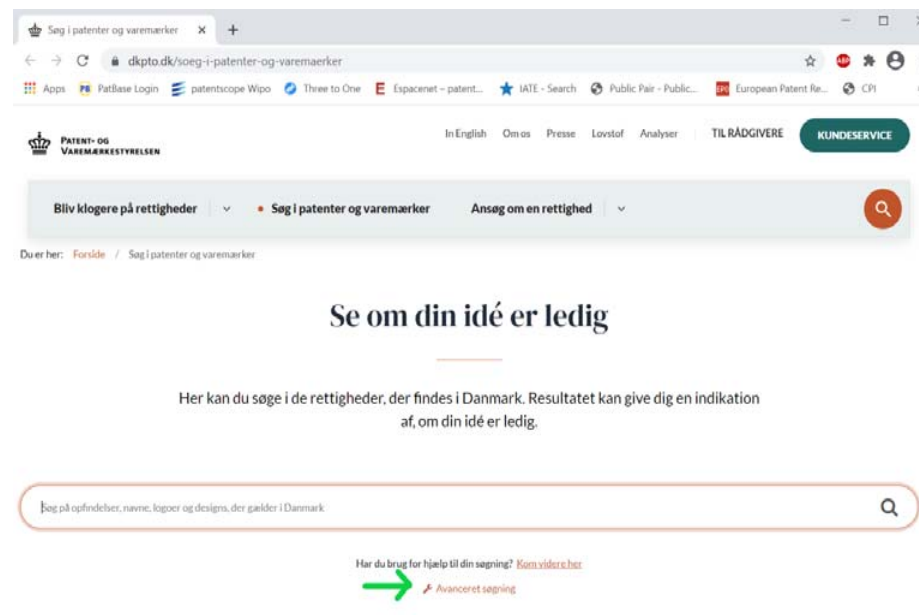 Søg i patenter og varemærker
dkpto.dk/soeg-i-patenter-og-varemaerker
ABP
Apps PatBase Login patentscope Wipo Three to One Espacenet – patent... IATE - Search Public Pair - Public... European Patent Re... CPI
PATENT- OG
VAREMÆRKESTYRELSEN
In English Om os Presse Lovstof Analyser TIL RÅDGIVERE KUNDESERVICE
Bliv klogere på rettigheder Søg i patenter og varemærker Ansøg om en rettighed
Du er her: Forside / Søg i patenter og varemærker
Se om din idé er ledig
Her kan du søge i de rettigheder, der findes i Danmark. Resultatet kan give dig en indikation
af, om din idé er ledig.
Søg på opfindelser, navne, logoer og designs, der gælder i Danmark
Har du brug for hjælp til din søgning? Kom videre her
Avanceret søgning